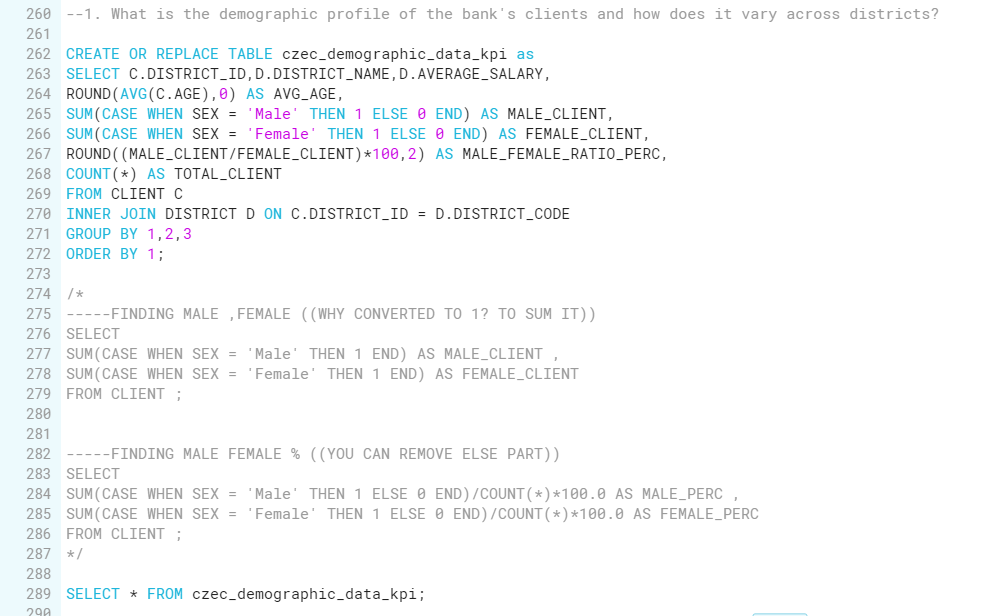 260 --1. What is the demographic profile of the bank's clients and how does it vary across districts?
261
262 CREATE OR REPLACE TABLE czec_demographic_data_kpi as
263 SELECT C.DISTRICT_ID,D.DISTRICT_NAME,D.AVERAGE_SALARY,
264 ROUND(AVG(C.AGE),0) AS AVG_AGE,
265 SUM(CASE WHEN SEX = 'Male' THEN 1 ELSE 0 END) AS MALE_CLIENT,
266 SUM(CASE WHEN SEX = 'Female' THEN 1 ELSE 0 END) AS FEMALE_CLIENT,
267 ROUND((MALE_CLIENT/FEMALE_CLIENT)*100,2) AS MALE_FEMALE_RATIO_PERC,
268 COUNT(*) AS TOTAL_CLIENT
269 FROM CLIENT C
270 INNER JOIN DISTRICT D ON C.DISTRICT_ID = D.DISTRICT_CODE
271 GROUP BY 1,2,3
272 ORDER BY 1;
273
274 /*
275 -----FINDING MALE ,FEMALE ((WHY CONVERTED TO 1? TO SUM IT))
276 SELECT
277 SUM(CASE WHEN SEX = 'Male' THEN 1 END) AS MALE_CLIENT ,
278 SUM(CASE WHEN SEX = 'Female' THEN 1 END) AS FEMALE_CLIENT
279 FROM CLIENT ;
280
281
282 -----FINDING MALE FEMALE % ((YOU CAN REMOVE ELSE PART))
283 SELECT
284 SUM(CASE WHEN SEX = 'Male' THEN 1 ELSE 0 END)/COUNT(*)*100.0 AS MALE_PERC ,
285 SUM(CASE WHEN SEX = 'Female' THEN 1 ELSE 0 END)/COUNT(*)*100.0 AS FEMALE_PERC
286 FROM CLIENT ;
287 */
288
289 SELECT * FROM czec_demographic_data_kpi;
290